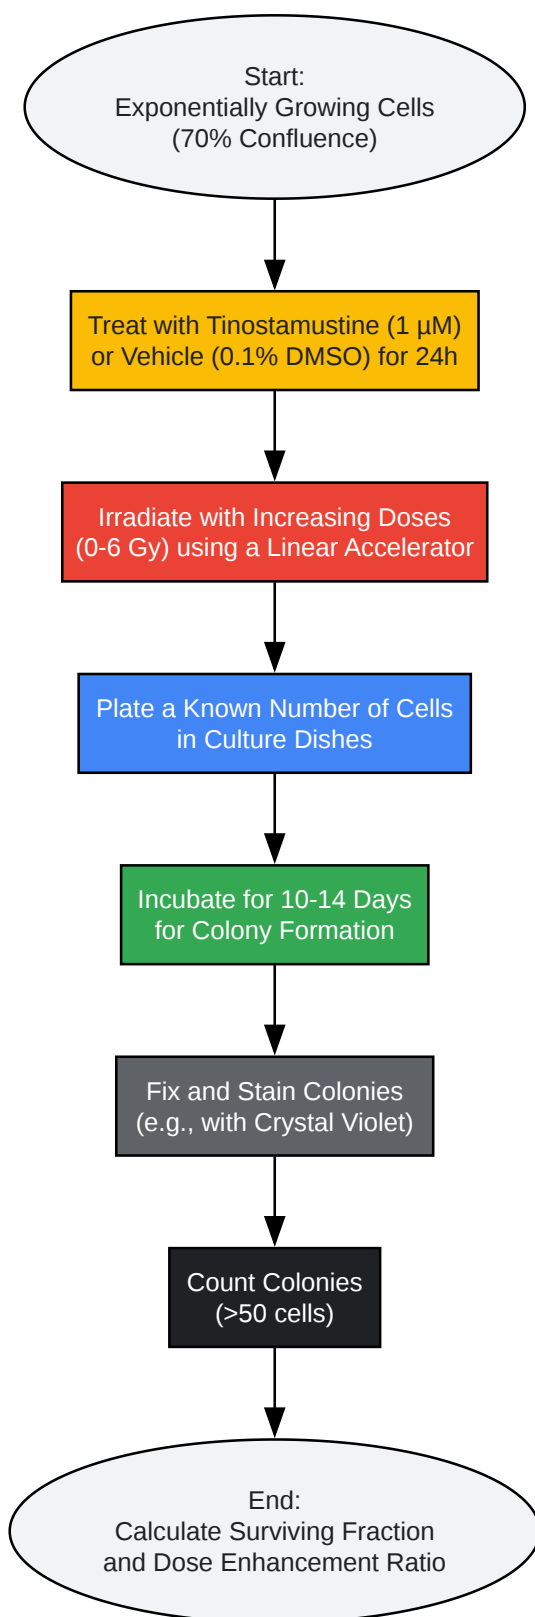 Start:
Exponentially Growing Cells
(70% Confluence)
Treat with Tinostamustine (1 µM)
or Vehicle (0.1% DMSO) for 24h
Irradiate with Increasing Doses
(0-6 Gy) using a Linear Accelerator
Plate a Known Number of Cells
in Culture Dishes
Incubate for 10-14 Days
for Colony Formation
Fix and Stain Colonies
(e.g., with Crystal Violet)
Count Colonies
(>50 cells)
End:
Calculate Surviving Fraction
and Dose Enhancement Ratio